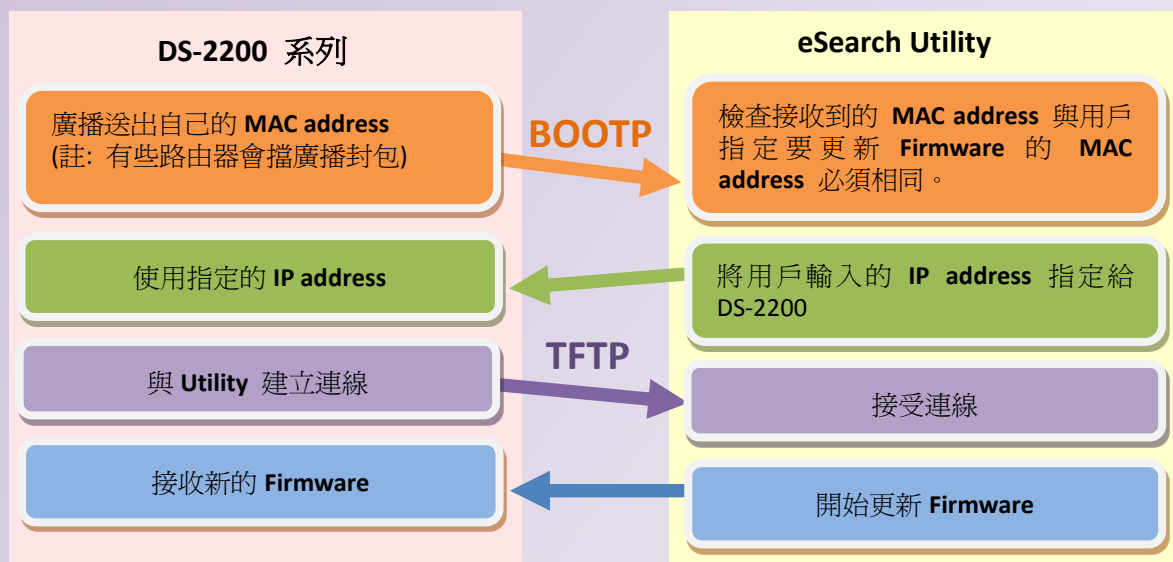 DS-2200 系列
eSearch Utility
廣播送出自己的 MAC address
(註: 有些路由器會擋廣播封包)
BOOTP
檢查接收到的 MAC address 與用戶
指定要更新 Firmware 的 MAC
address 必須相同。
使用指定的 IP address
將用戶輸入的 IP address 指定給
DS-2200
TFTP
與 Utility 建立連線
接受連線
接收新的 Firmware
開始更新 Firmware